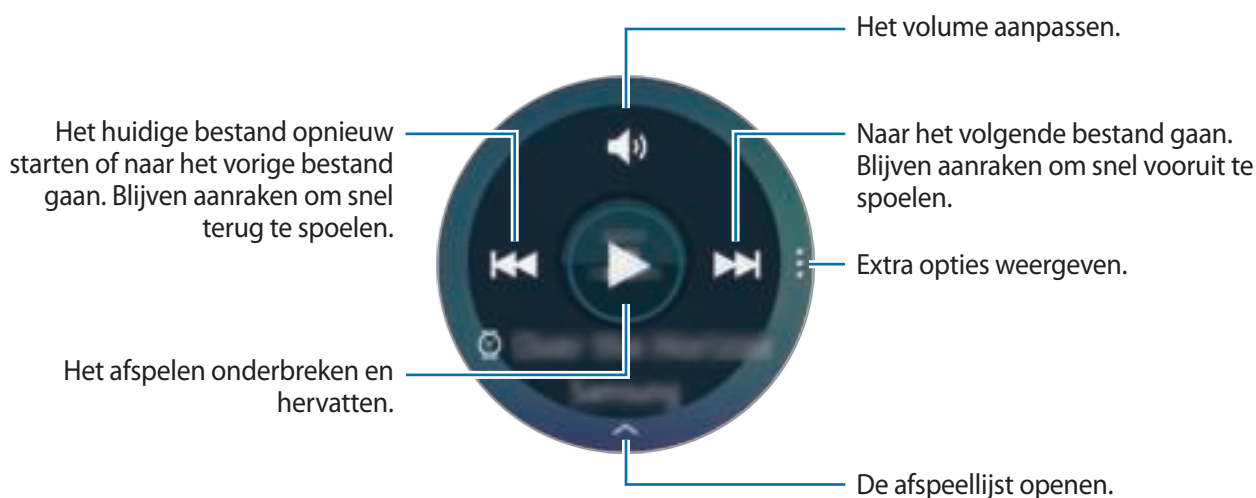 Het volume aanpassen.
Het huidige bestand opnieuw
starten of naar het vorige bestand
gaan. Blijven aanraken om snel
terug te spoelen.
Naar het volgende bestand gaan.
Blijven aanraken om snel vooruit te
spoelen.
Extra opties weergeven.
Het afspelen onderbreken en
hervatten.
De afspeellijst openen.